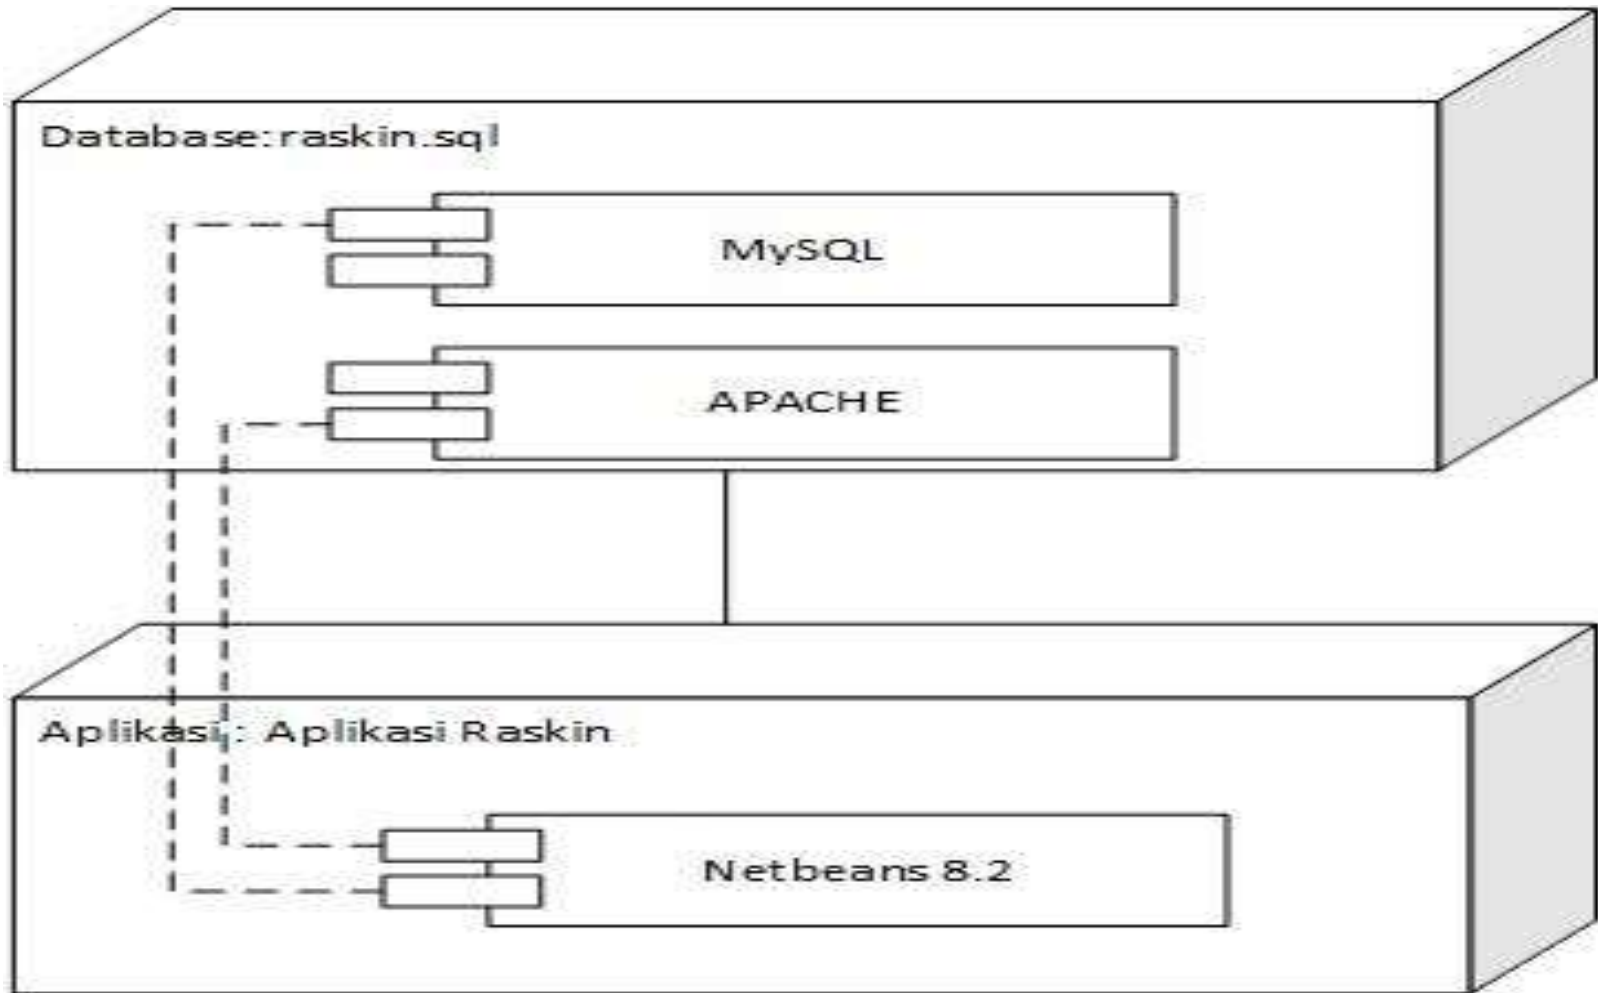 Database:raskin.sql
MySQL
APACHE
Aplikasi : Aplikasi Raskin
Netbeans 8.2